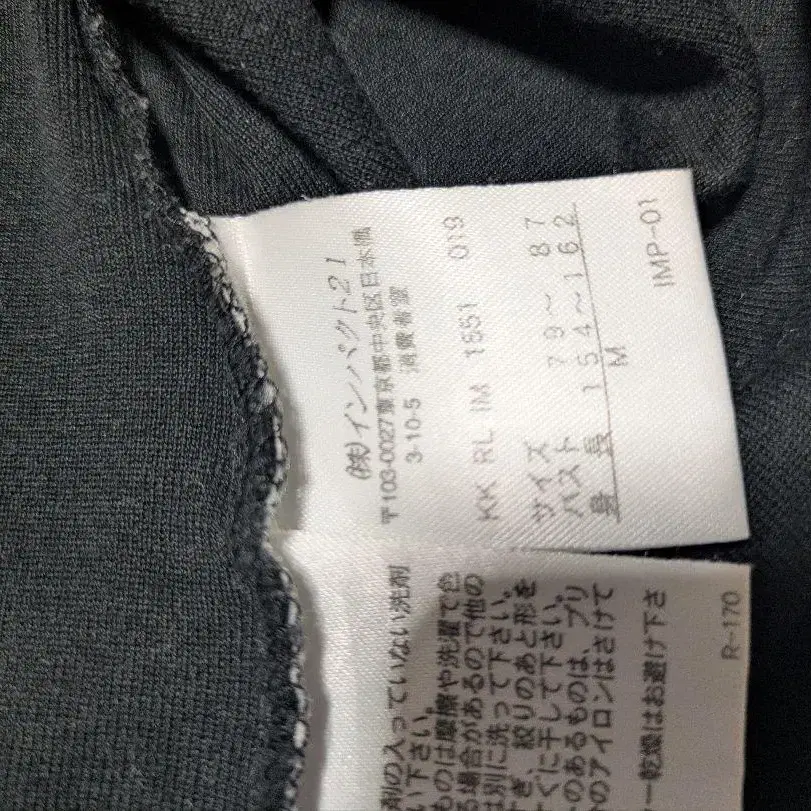 (株)インパクト21
〒103-0027東京都中央区日本橋
3-10-5 消費者室
KK RL IM 1551 019
サイズ
バスト 79～87
身長 154～162
M
IMP-01
剤の入っていない洗剤
い下さい。
ものは摩擦や洗濯で色
る場合があるので他の
は別に洗って下さい。
ぎ、絞りのあと形を
ぐに干して下さい。
のあるものは、プリ
のアイロンはさけて
ー乾燥はお避け下さ
R-170